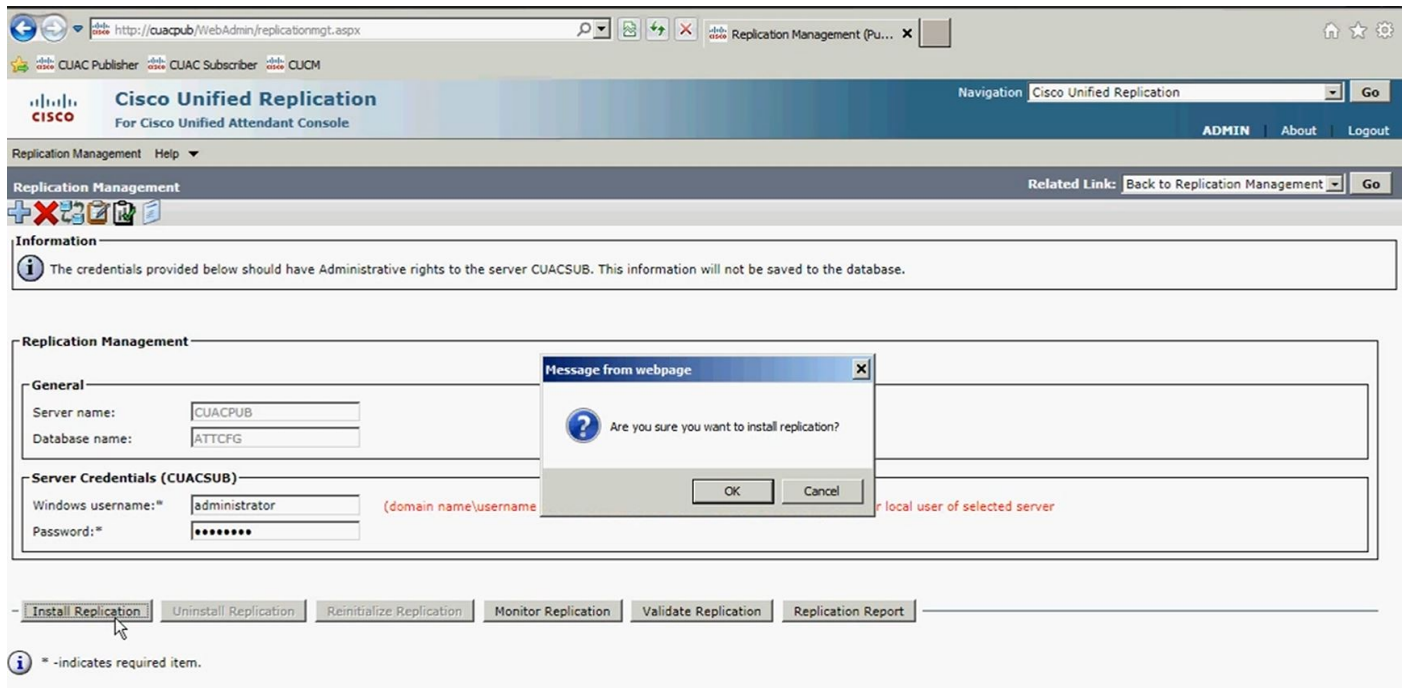 http://cuacpub/WebAdmin/replicationmgt.aspx
Replication Management (Pu...
CUAC Publisher CUAC Subscriber CUCM
CISCO
Cisco Unified Replication
For Cisco Unified Attendant Console
Navigation Cisco Unified Replication Go
ADMIN About Logout
Replication Management Help
Replication Management
Related Link: Back to Replication Management Go
Information
The credentials provided below should have Administrative rights to the server CUACSUB. This information will not be saved to the database.
Replication Management
General
Server name: CUACPUB
Database name: ATTCFG
Server Credentials (CUACSUB)
Windows username:* administrator (domain name\username
r local user of selected server
Password:* ••••••••
Message from webpage
Are you sure you want to install replication?
OK Cancel
Install Replication Uninstall Replication Reinitialize Replication Monitor Replication Validate Replication Replication Report
* -indicates required item.